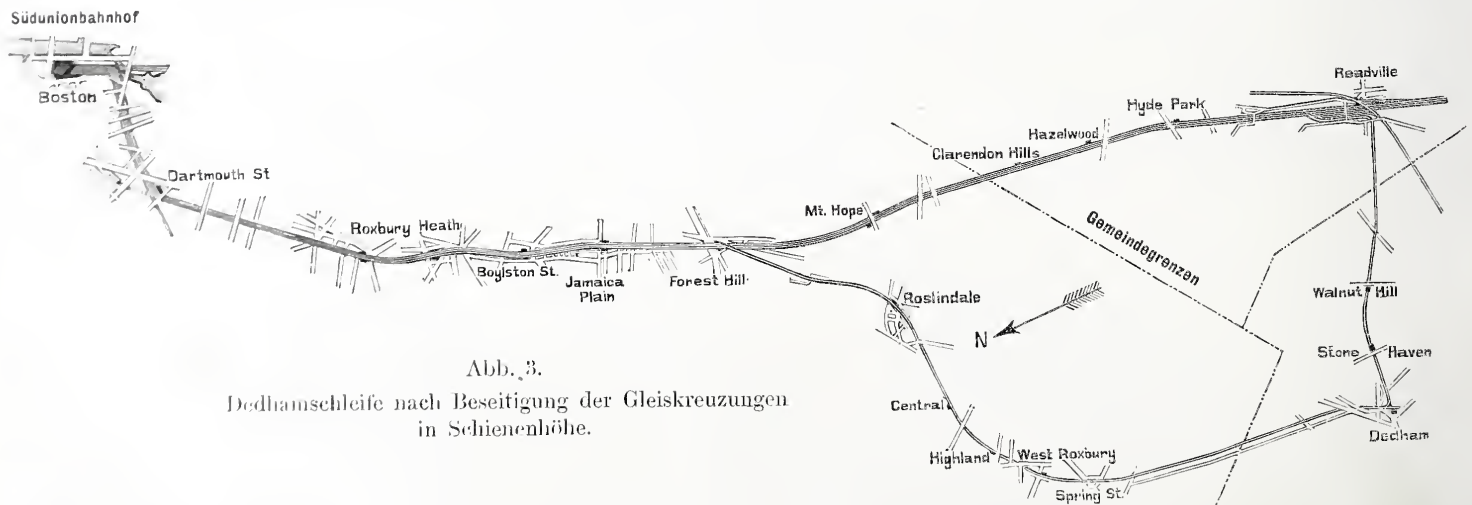 Südunionbahnhof
Boston
Dartmouth St
Roxbury Heath
Boylston St.
Jamaica
Plain
Forest Hill
Mt. Hope
Clarendon Hills
Hazelwood
Hyde Park
Readville
Gemeindegrenzen
Roslindale
N
Walnut Hill
Stone Haven
Central
Highland
West Roxbury
Spring St.
Dedham
Abb. 3.
Dedhamschleife nach Beseitigung der Gleiskreuzungen
in Schienenhöhe.